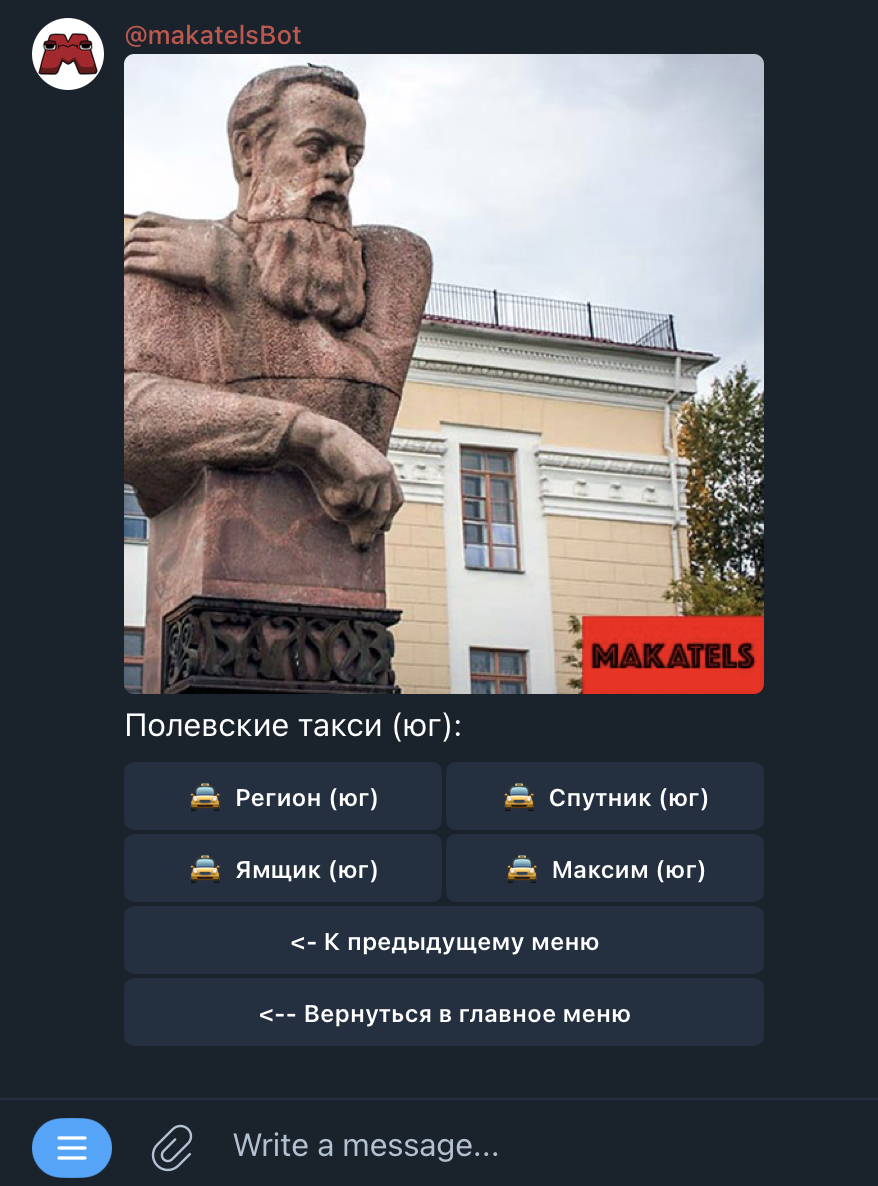 @makatelsBot
БАЖОВ
MAKATELS
Полевские такси (юг):
🚖 Регион (юг)
🚖 Спутник (юг)
🚖 Ямщик (юг)
🚖 Максим (юг)
<- К предыдущему меню
<-- Вернуться в главное меню
Write a message...